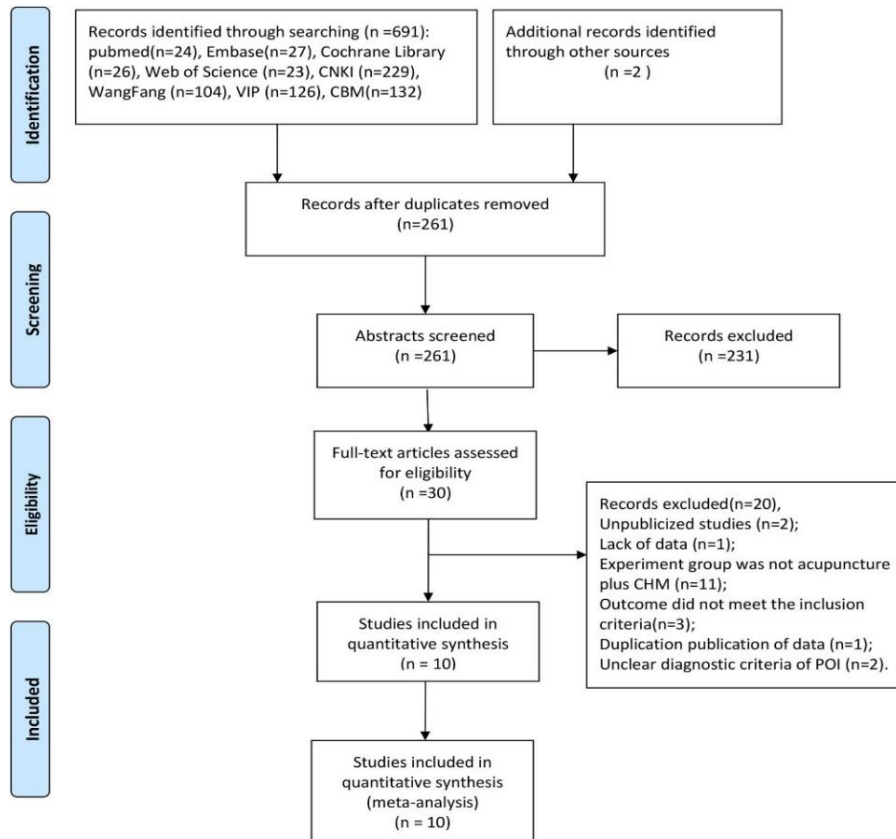 Identification
Records identified through searching (n =691):
pubmed(n=24), Embase(n=27), Cochrane Library
(n=26), Web of Science (n=23), CNKI (n=229),
WangFang (n=104), VIP (n=126), CBM(n=132)
Additional records identified
through other sources
(n =2 )
Records after duplicates removed
(n=261)
Screening
Abstracts screened
(n =261)
Records excluded
(n =231)
Eligibility
Full-text articles assessed
for eligibility
(n =30)
Records excluded(n=20),
Unpublicized studies (n=2);
Lack of data (n=1);
Experiment group was not acupuncture
plus CHM (n=11);
Outcome did not meet the inclusion
criteria(n=3);
Duplication publication of data (n=1);
Unclear diagnostic criteria of POI (n=2).
Included
Studies included in
quantitative synthesis
(n = 10)
Studies included in
quantitative synthesis
(meta-analysis)
(n = 10)